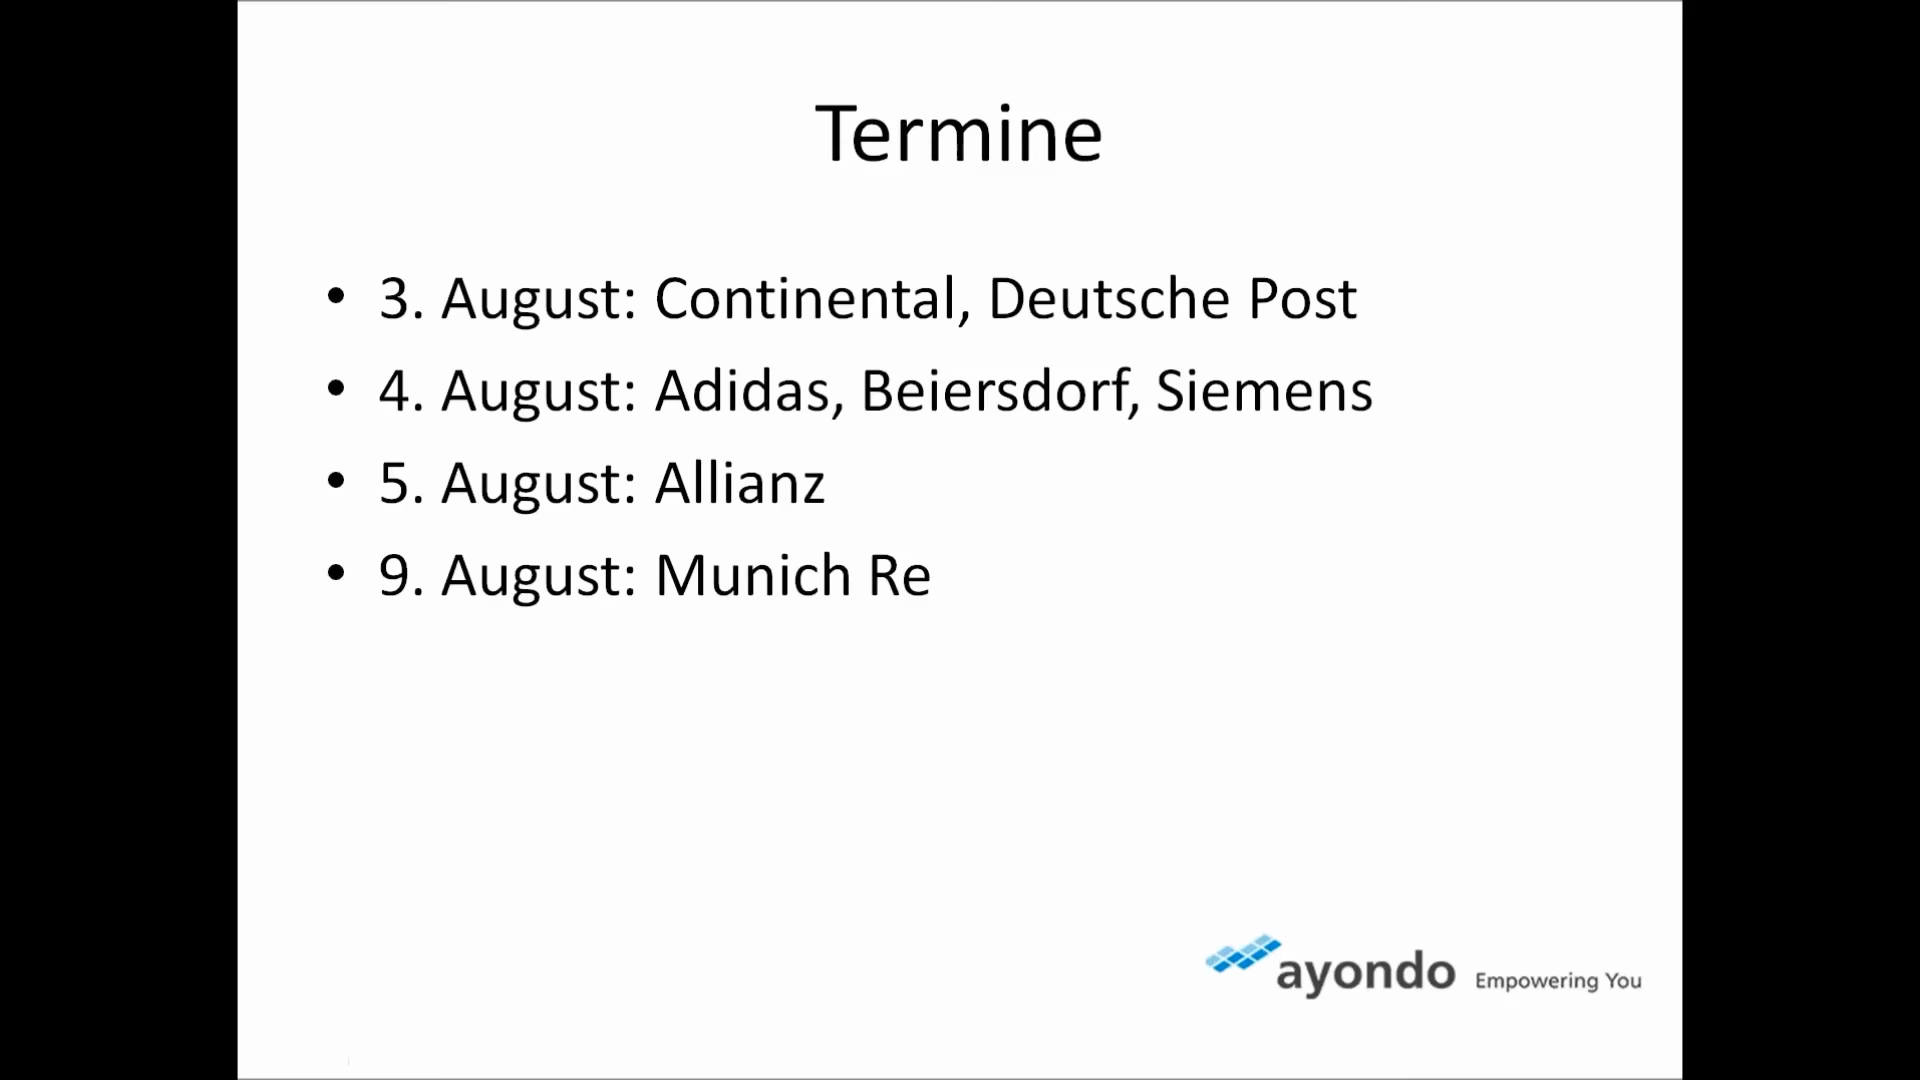 Termine
• 3. August: Continental, Deutsche Post
• 4. August: Adidas, Beiersdorf, Siemens
• 5. August: Allianz
• 9. August: Munich Re
ayondo Empowering You